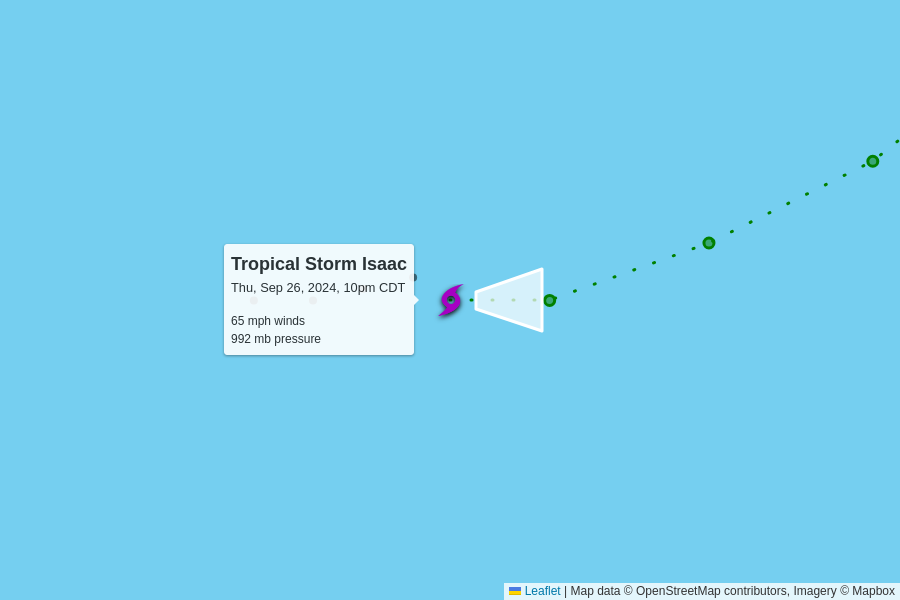 Tropical Storm Isaac
Thu, Sep 26, 2024, 10pm CDT
65 mph winds
992 mb pressure
Leaflet | Map data © OpenStreetMap contributors, Imagery © Mapbox